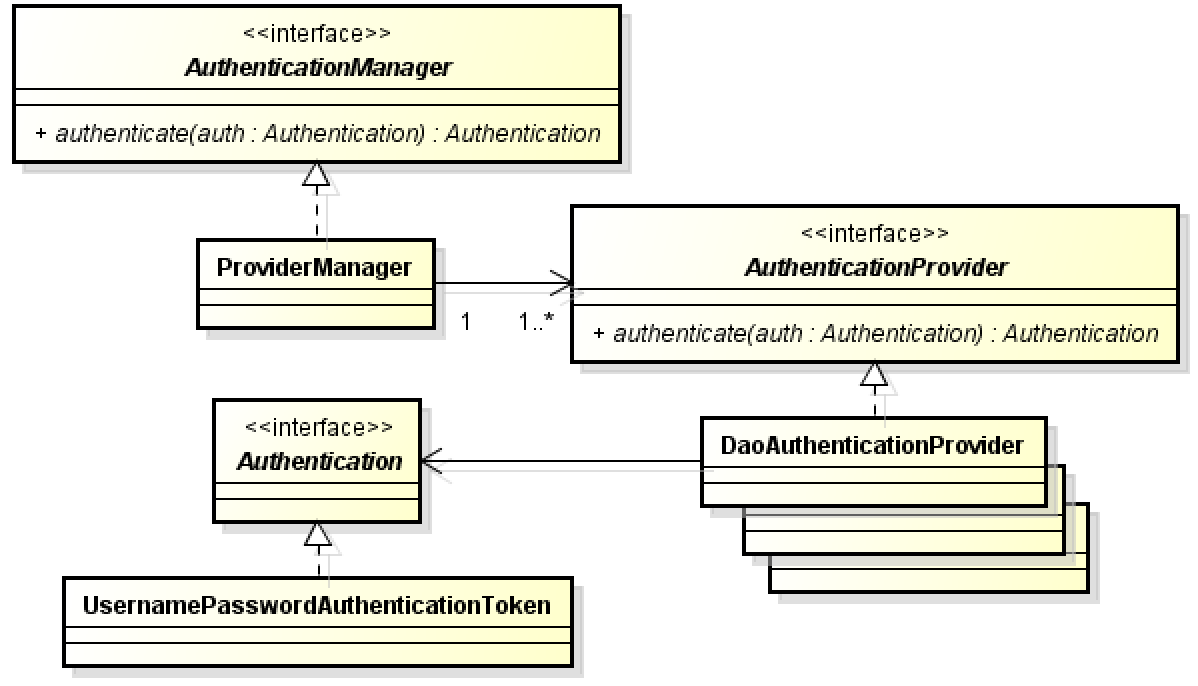 <<interface>>
AuthenticationManager
+ authenticate(auth : Authentication) : Authentication
<<interface>>
AuthenticationProvider
+ authenticate(auth : Authentication) : Authentication
ProviderManager
1
1..*
<<interface>>
Authentication
DaoAuthenticationProvider
UsernamePasswordAuthenticationToken